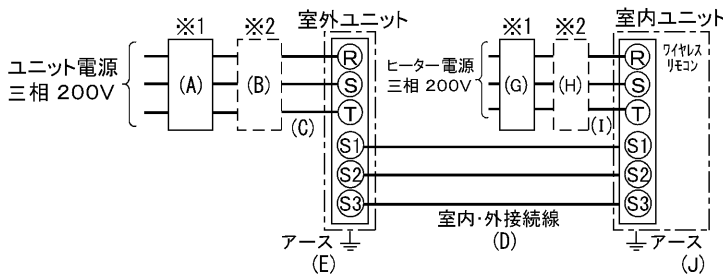 ※1
※2
室外ユニット
ユニット電源
三相 200V
(A)
(B)
(C)
R
S
T
S1
S2
S3
アース
(E)
室内・外接続線
(D)
※1
※2
室内ユニット
ヒーター電源
三相 200V
(G)
(H)
(I)
R
S
T
S1
S2
S3
ワイヤレス
リモコン
アース
(J)